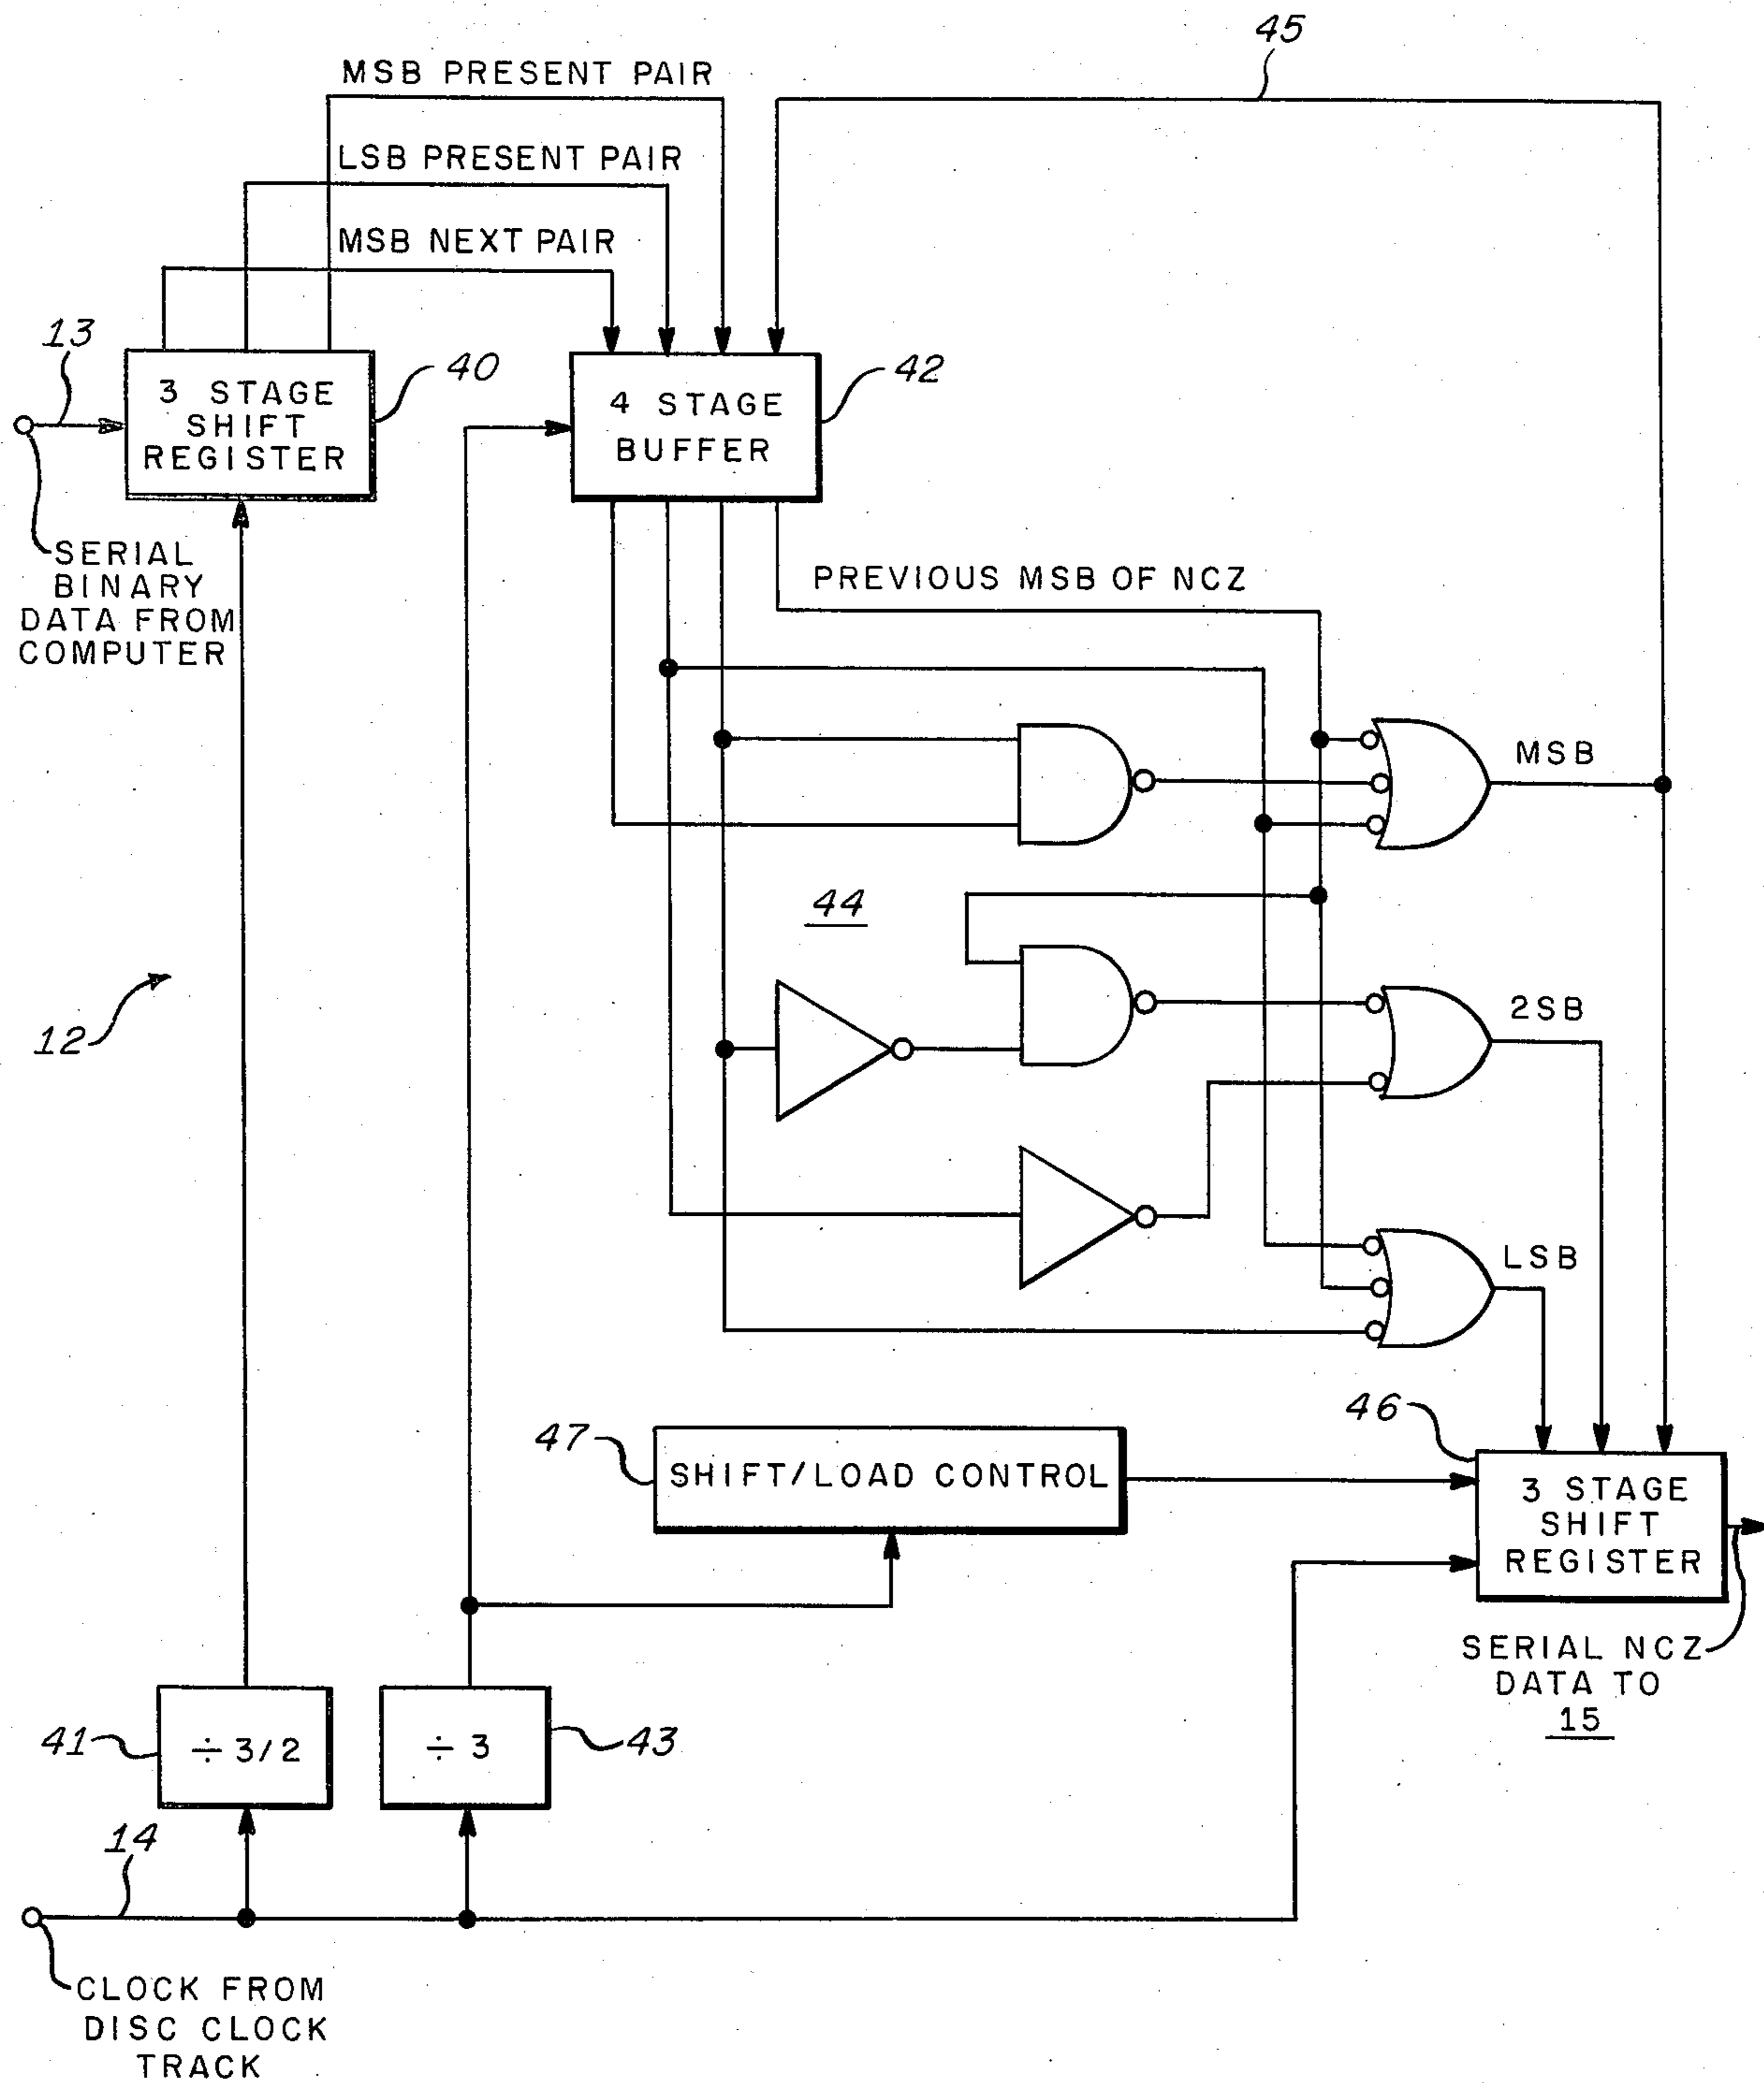 45
MSB PRESENT PAIR
LSB PRESENT PAIR
MSB NEXT PAIR
13
3 STAGE
SHIFT
REGISTER
40
4 STAGE
BUFFER
42
SERIAL
BINARY
DATA FROM
COMPUTER
PREVIOUS MSB OF NCZ
MSB
44
12
2SB
LSB
47
SHIFT/LOAD CONTROL
46
3 STAGE
SHIFT
REGISTER
SERIAL NCZ
DATA TO
15
41
÷ 3/2
÷ 3
43
14
CLOCK FROM
DISC CLOCK
TRACK